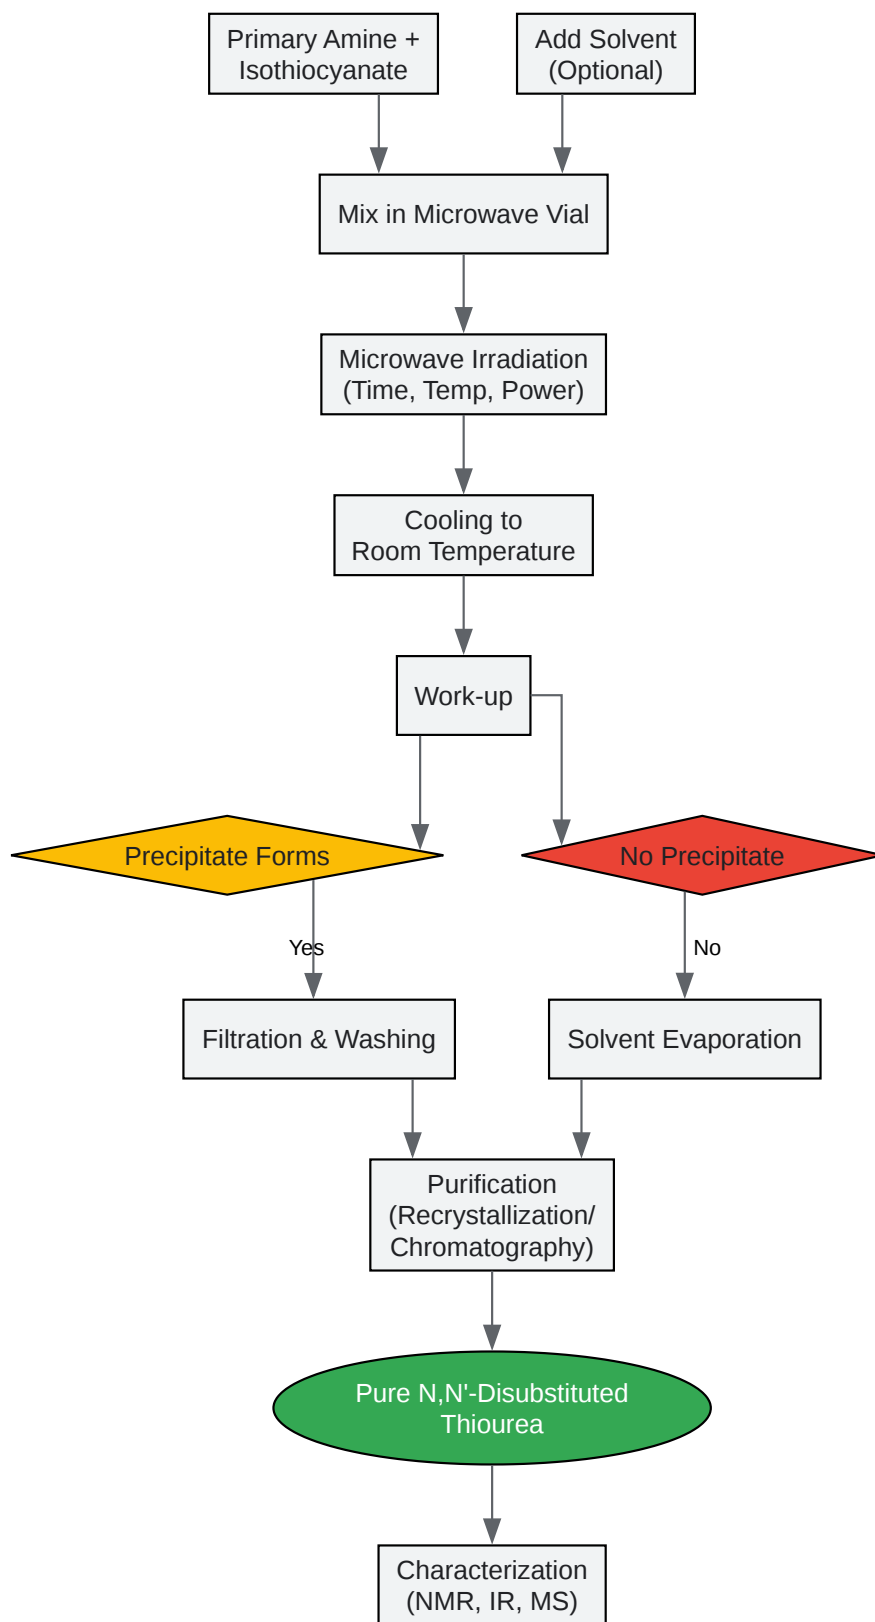 Primary Amine +
Isothiocyanate
Add Solvent
(Optional)
Mix in Microwave Vial
Microwave Irradiation
(Time, Temp, Power)
Cooling to
Room Temperature
Work-up
Precipitate Forms
No Precipitate
Yes
No
Filtration & Washing
Solvent Evaporation
Purification
(Recrystallization/
Chromatography)
Pure N,N'-Disubstituted
Thiourea
Characterization
(NMR, IR, MS)